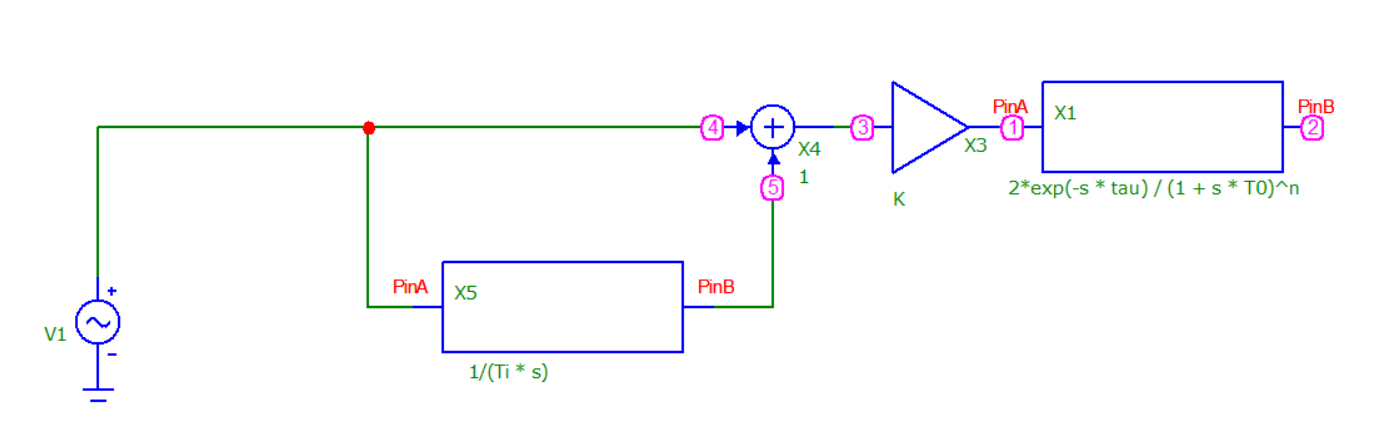 PinA
PinB
X1
4
+
3
1
2
X3
X4
1
2*exp(-s * tau) / (1 + s * T0)^n
5
K
PinA
X5
PinB
+
V1
-
1/(Ti * s)